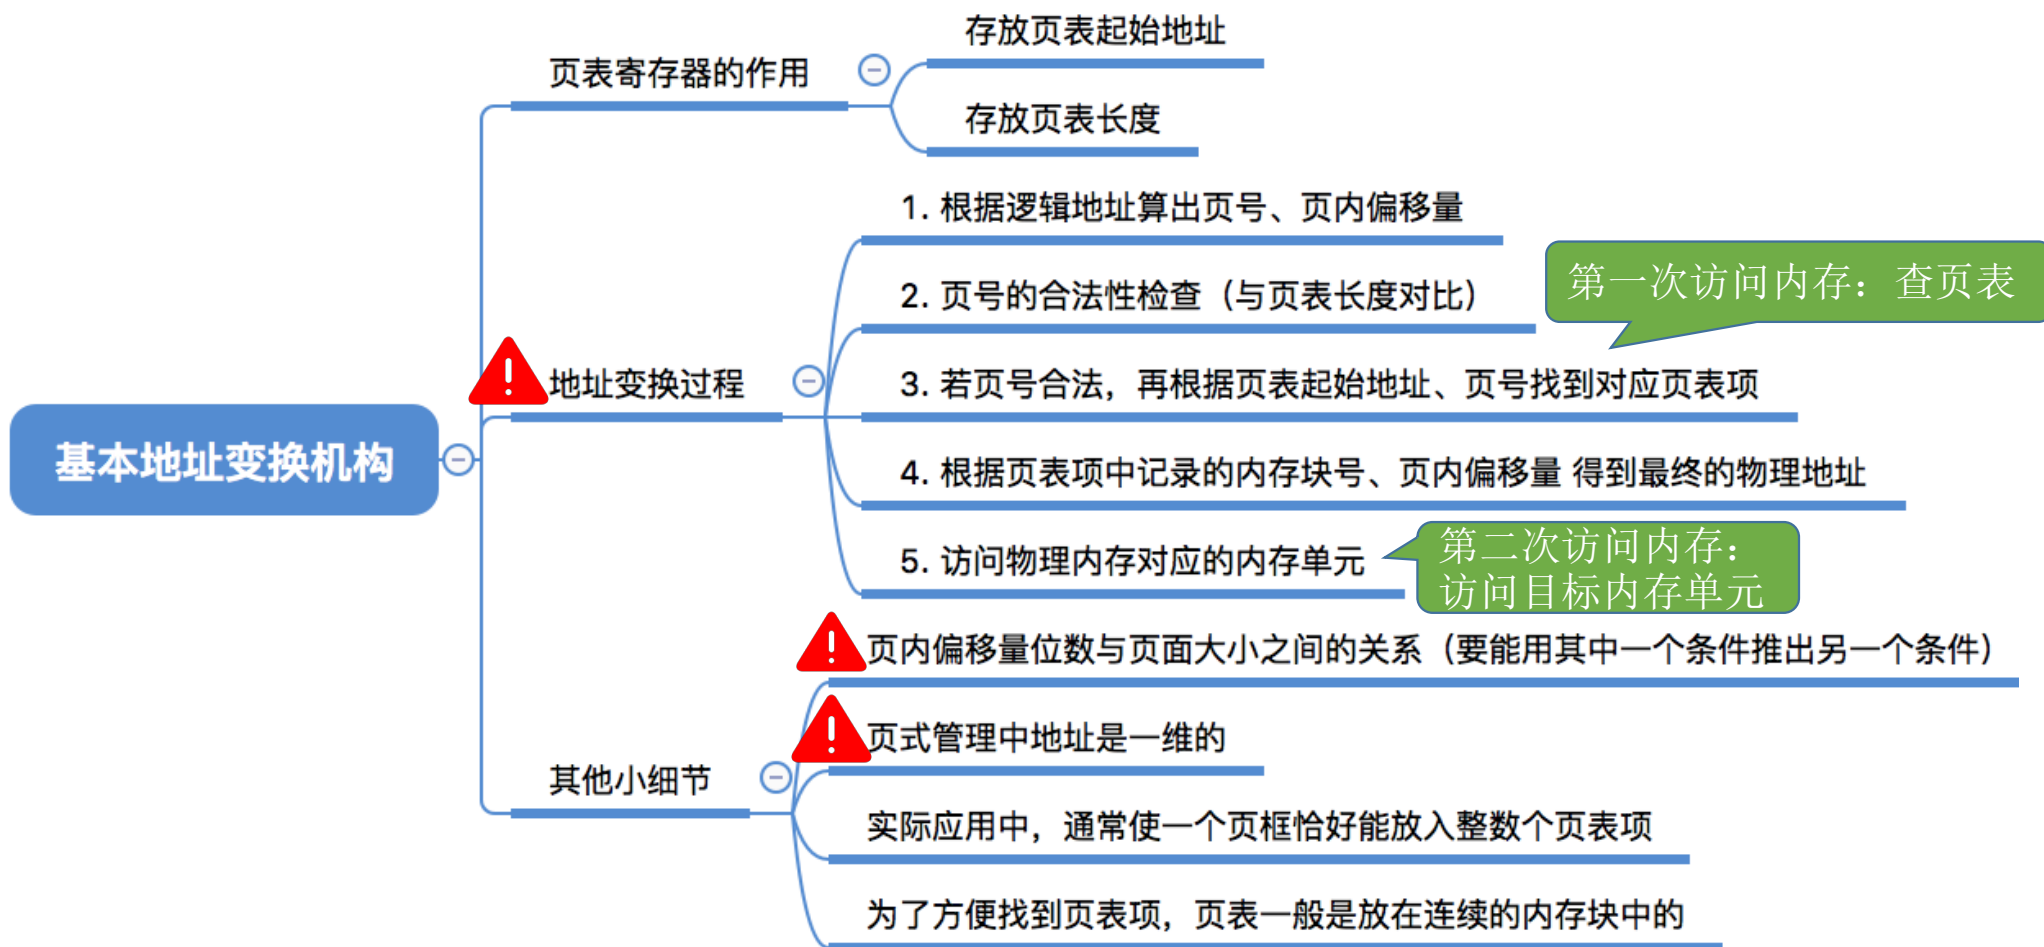 存放页表起始地址
页表寄存器的作用
存放页表长度
1. 根据逻辑地址算出页号、页内偏移量
2. 页号的合法性检查（与页表长度对比）
第一次访问内存：查页表
地址变换过程
3. 若页号合法，再根据页表起始地址、页号找到对应页表项
基本地址变换机构
4. 根据页表项中记录的内存块号、页内偏移量 得到最终的物理地址
5. 访问物理内存对应的内存单元
第二次访问内存：
访问目标内存单元
页内偏移量位数与页面大小之间的关系（要能用其中一个条件推出另一个条件）
页式管理中地址是一维的
其他小细节
实际应用中，通常使一个页框恰好能放入整数个页表项
为了方便找到页表项，页表一般是放在连续的内存块中的